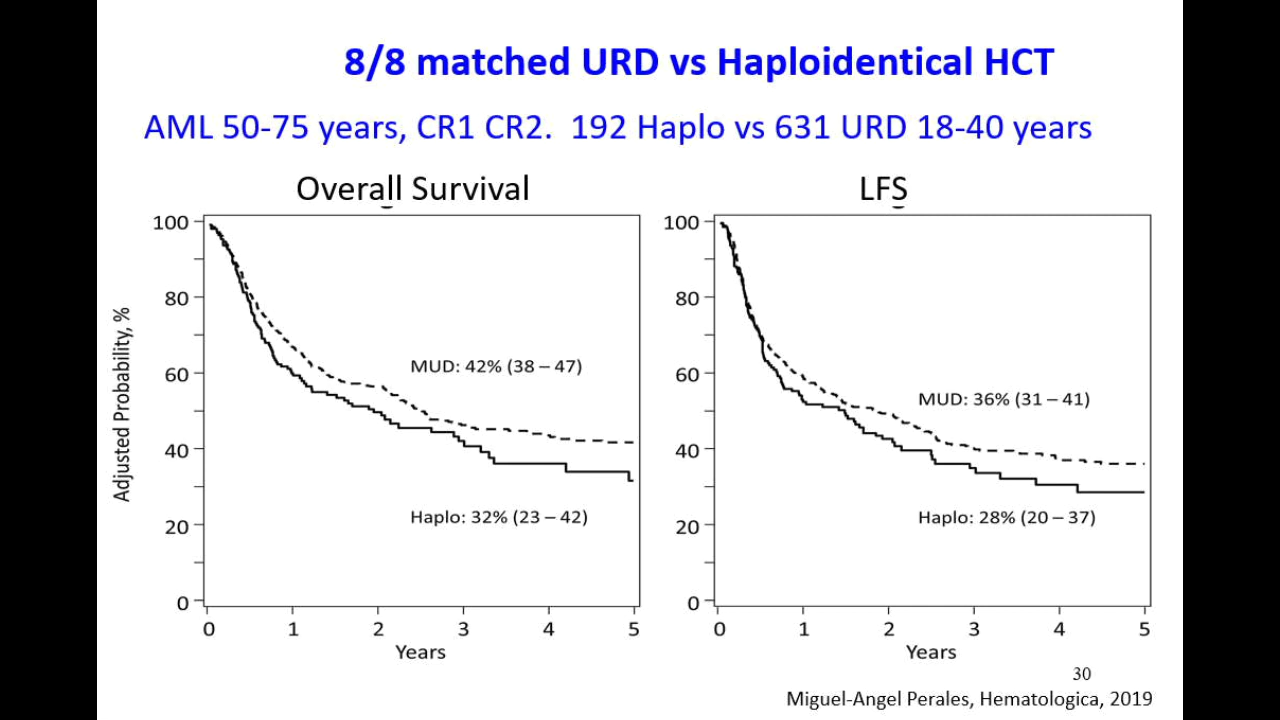 8/8 matched URD vs Haploidentical HCT
AML 50-75 years, CR1 CR2. 192 Haplo vs 631 URD 18-40 years
Overall Survival
Adjusted Probability, %
100
80
60
40
20
0
MUD: 42% (38 – 47)
Haplo: 32% (23 – 42)
0 1 2 3 4 5
Years
LFS
100
80
60
40
20
0
MUD: 36% (31 – 41)
Haplo: 28% (20 – 37)
0 1 2 3 4 5
Years
30
Miguel-Angel Perales, Hematologica, 2019